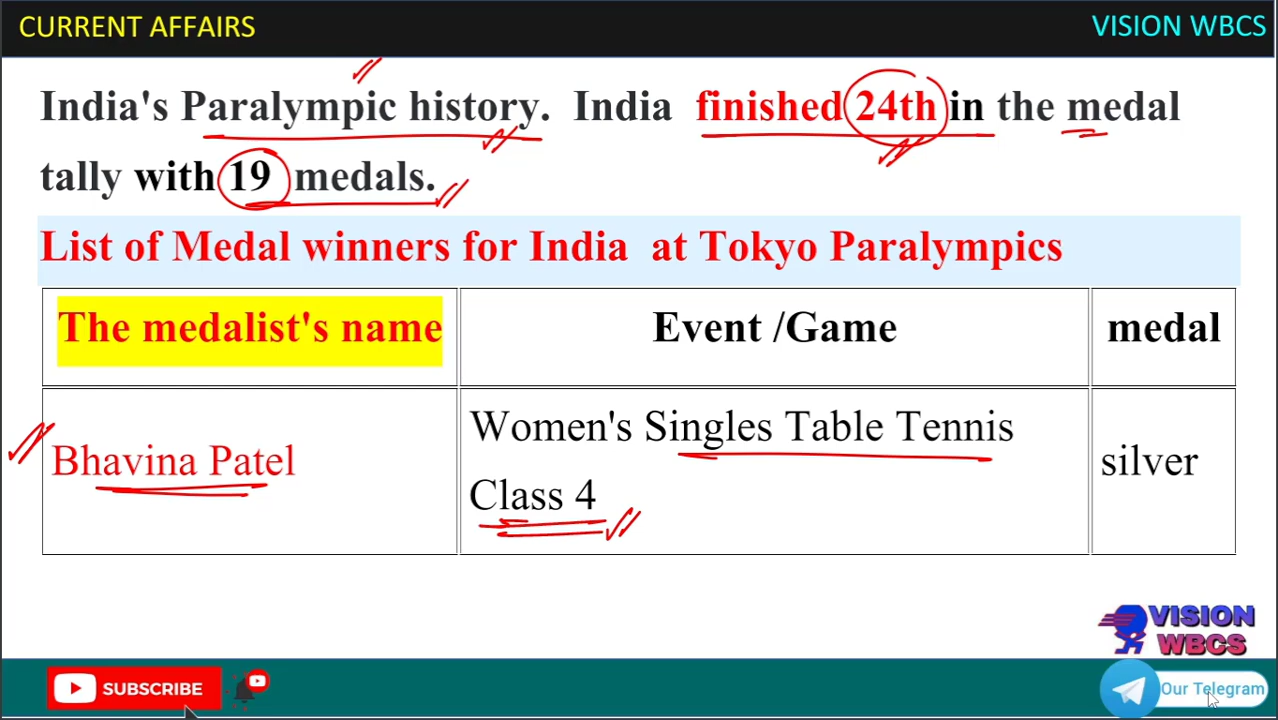 CURRENT AFFAIRS
VISION WBCS
India's Paralympic history. India finished 24th in the medal
tally with 19 medals.
List of Medal winners for India at Tokyo Paralympics
The medalist's name
Event /Game
medal
Bhavina Patel
Women's Singles Table Tennis
Class 4
silver
VISION
WBCS
SUBSCRIBE
Our Telegram